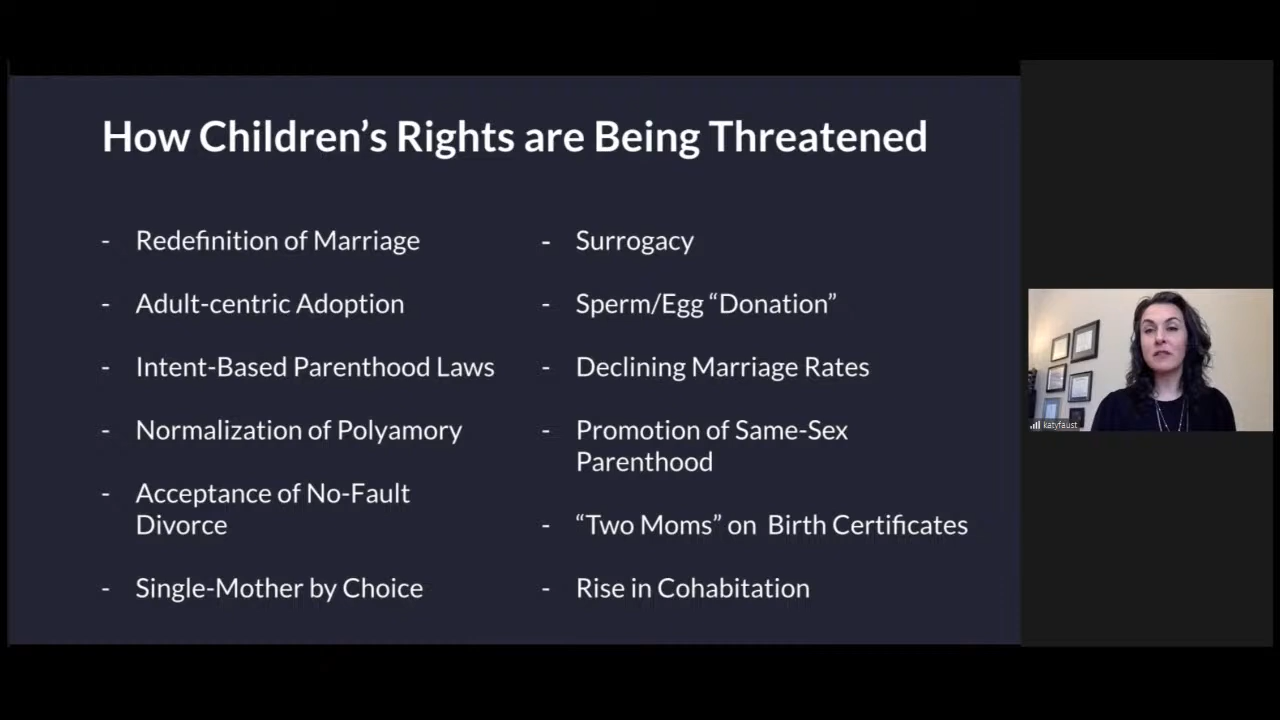 How Children’s Rights are Being Threatened
- Redefinition of Marriage
- Adult-centric Adoption
- Intent-Based Parenthood Laws
- Normalization of Polyamory
- Acceptance of No-Fault
Divorce
- Single-Mother by Choice
- Surrogacy
- Sperm/Egg “Donation”
- Declining Marriage Rates
- Promotion of Same-Sex
Parenthood
- “Two Moms” on Birth Certificates
- Rise in Cohabitation
katyfaust